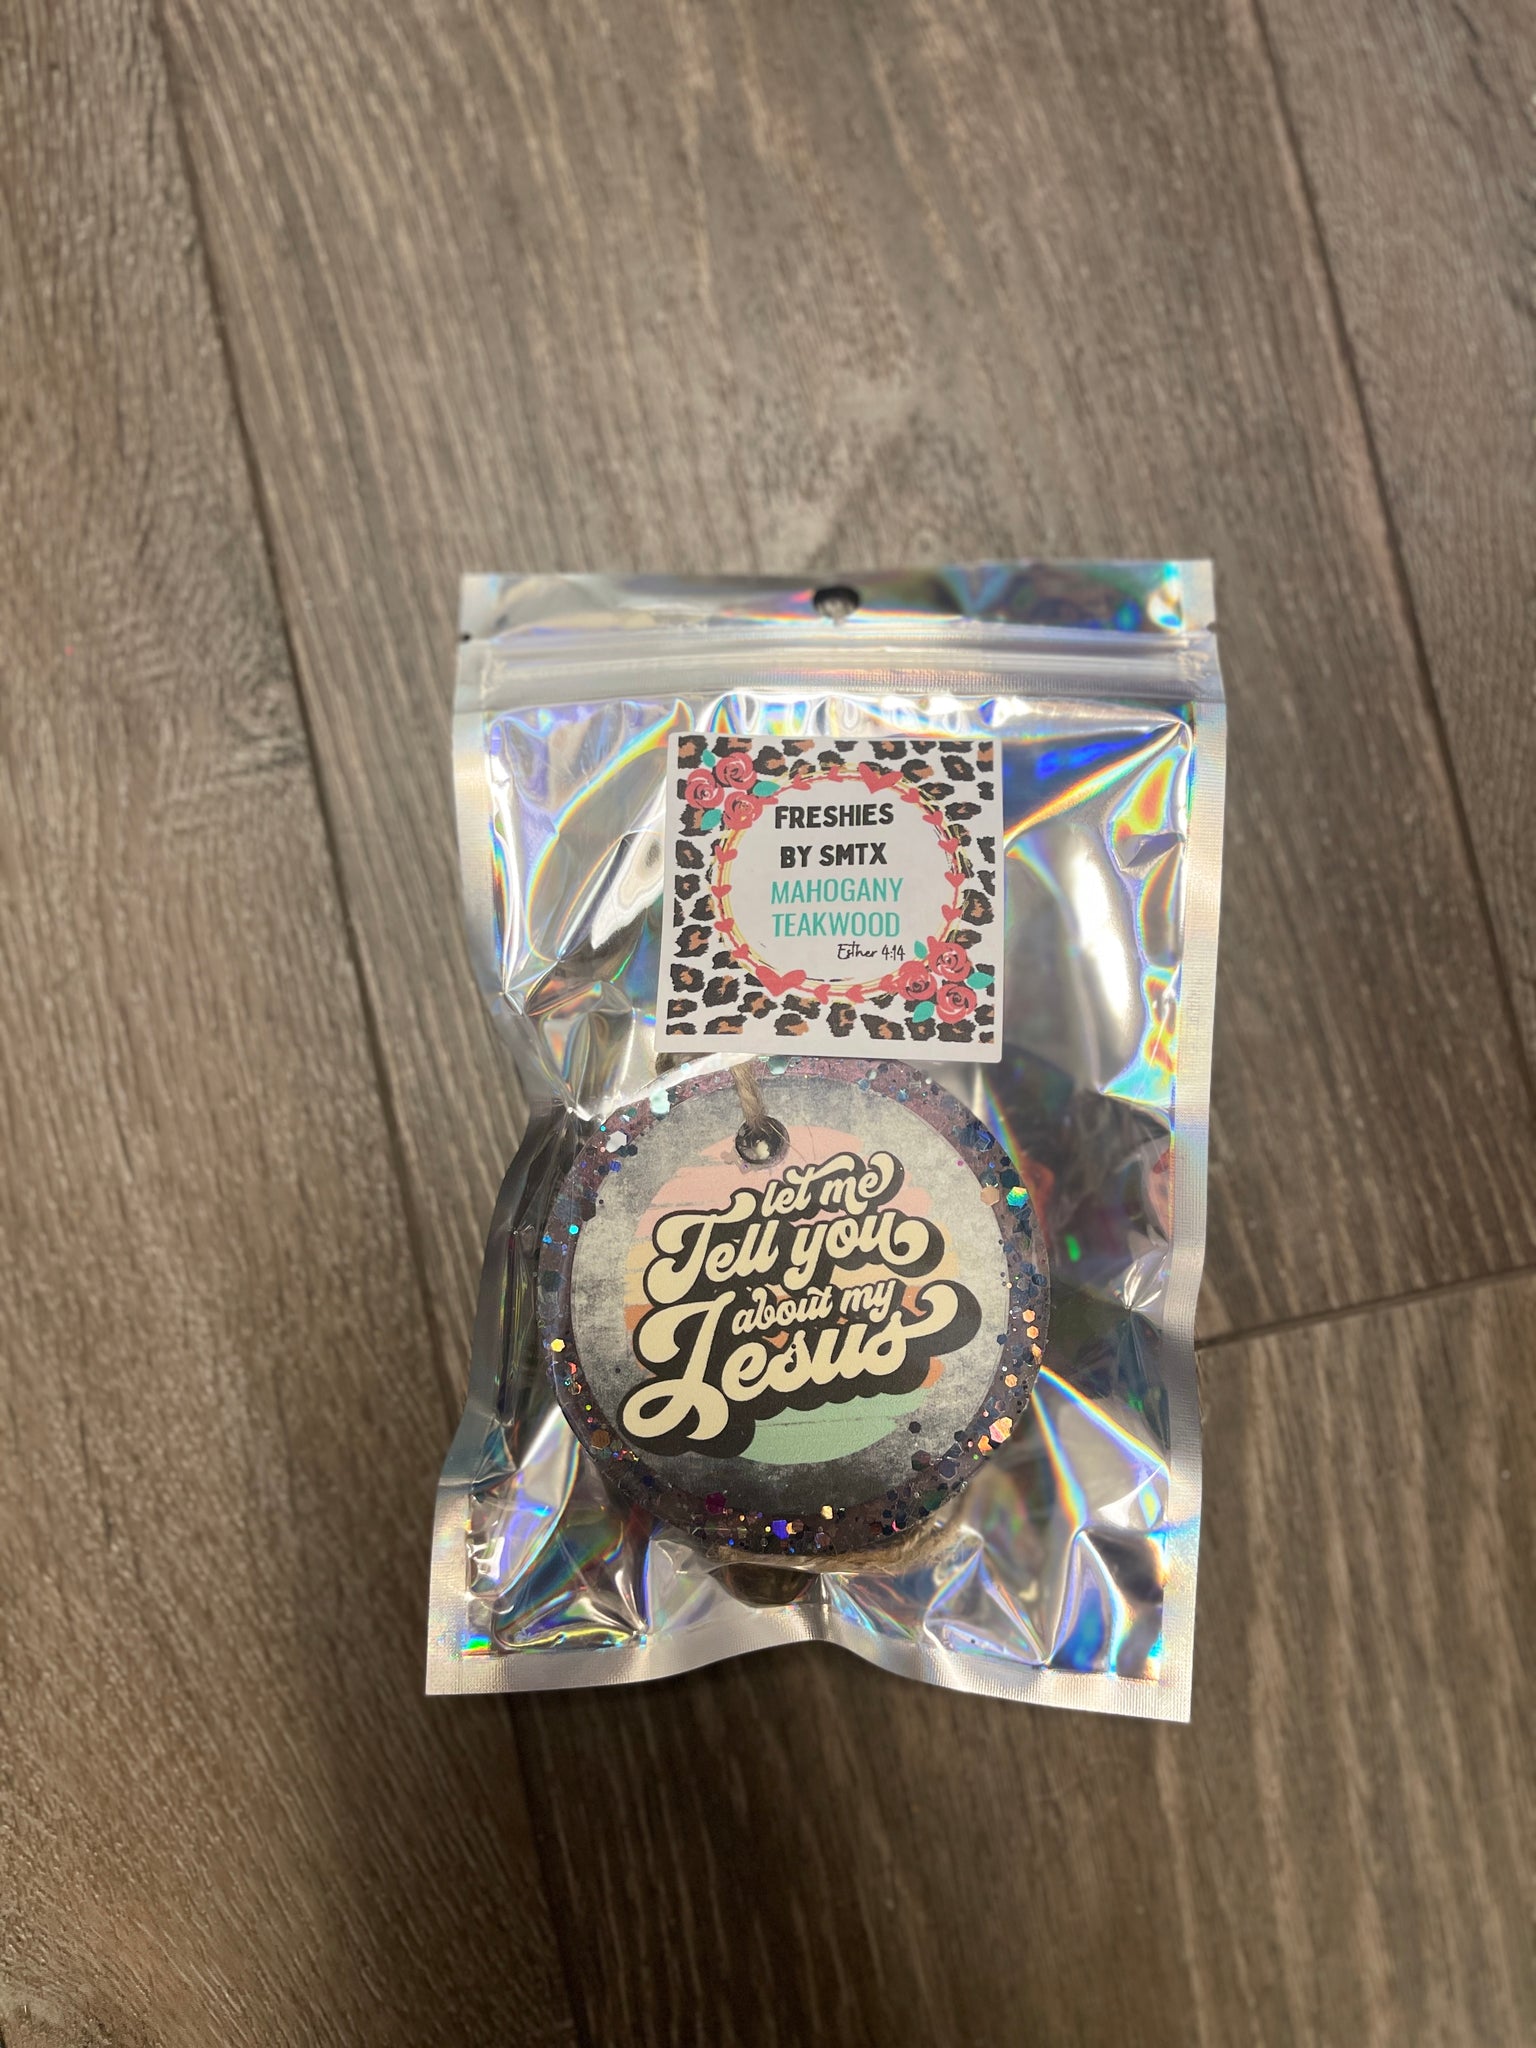 FRESHIES
BY SMTX
MAHOGANY
TEAKWOOD
Esther 4:14
let me
Tell you
about my
Jesus